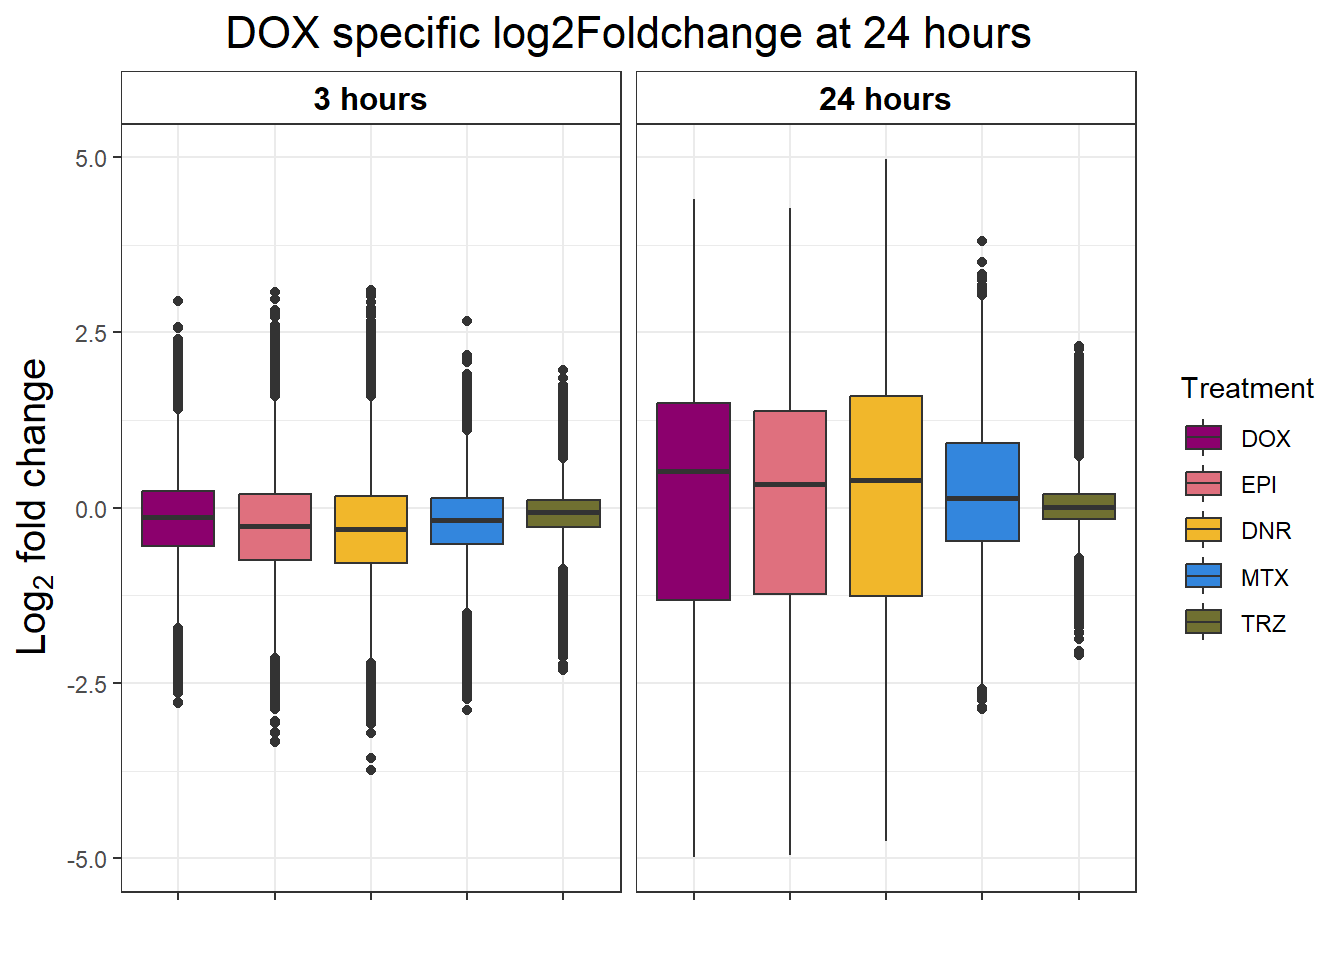 DOX specific log2Foldchange at 24 hours
3 hours
24 hours
5.0
2.5
0.0
-2.5
-5.0
Log₂ fold change
Treatment
DOX
EPI
DNR
MTX
TRZ